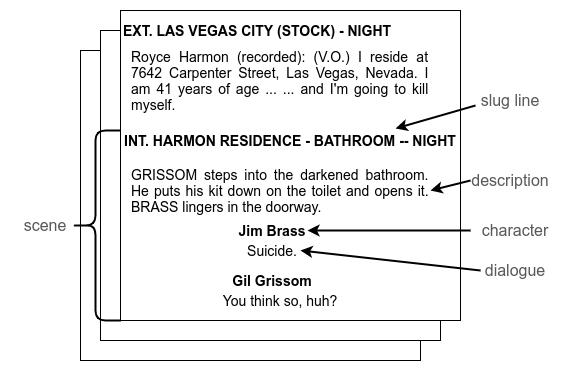 EXT. LAS VEGAS CITY (STOCK) - NIGHT
Royce Harmon (recorded): (V.O.) I reside at
7642 Carpenter Street, Las Vegas, Nevada. I
am 41 years of age ... ... and I'm going to kill
myself.
slug line
INT. HARMON RESIDENCE - BATHROOM -- NIGHT
GRISSOM steps into the darkened bathroom.
He puts his kit down on the toilet and opens it.
BRASS lingers in the doorway.
description
scene
Jim Brass
character
Suicide.
dialogue
Gil Grissom
You think so, huh?